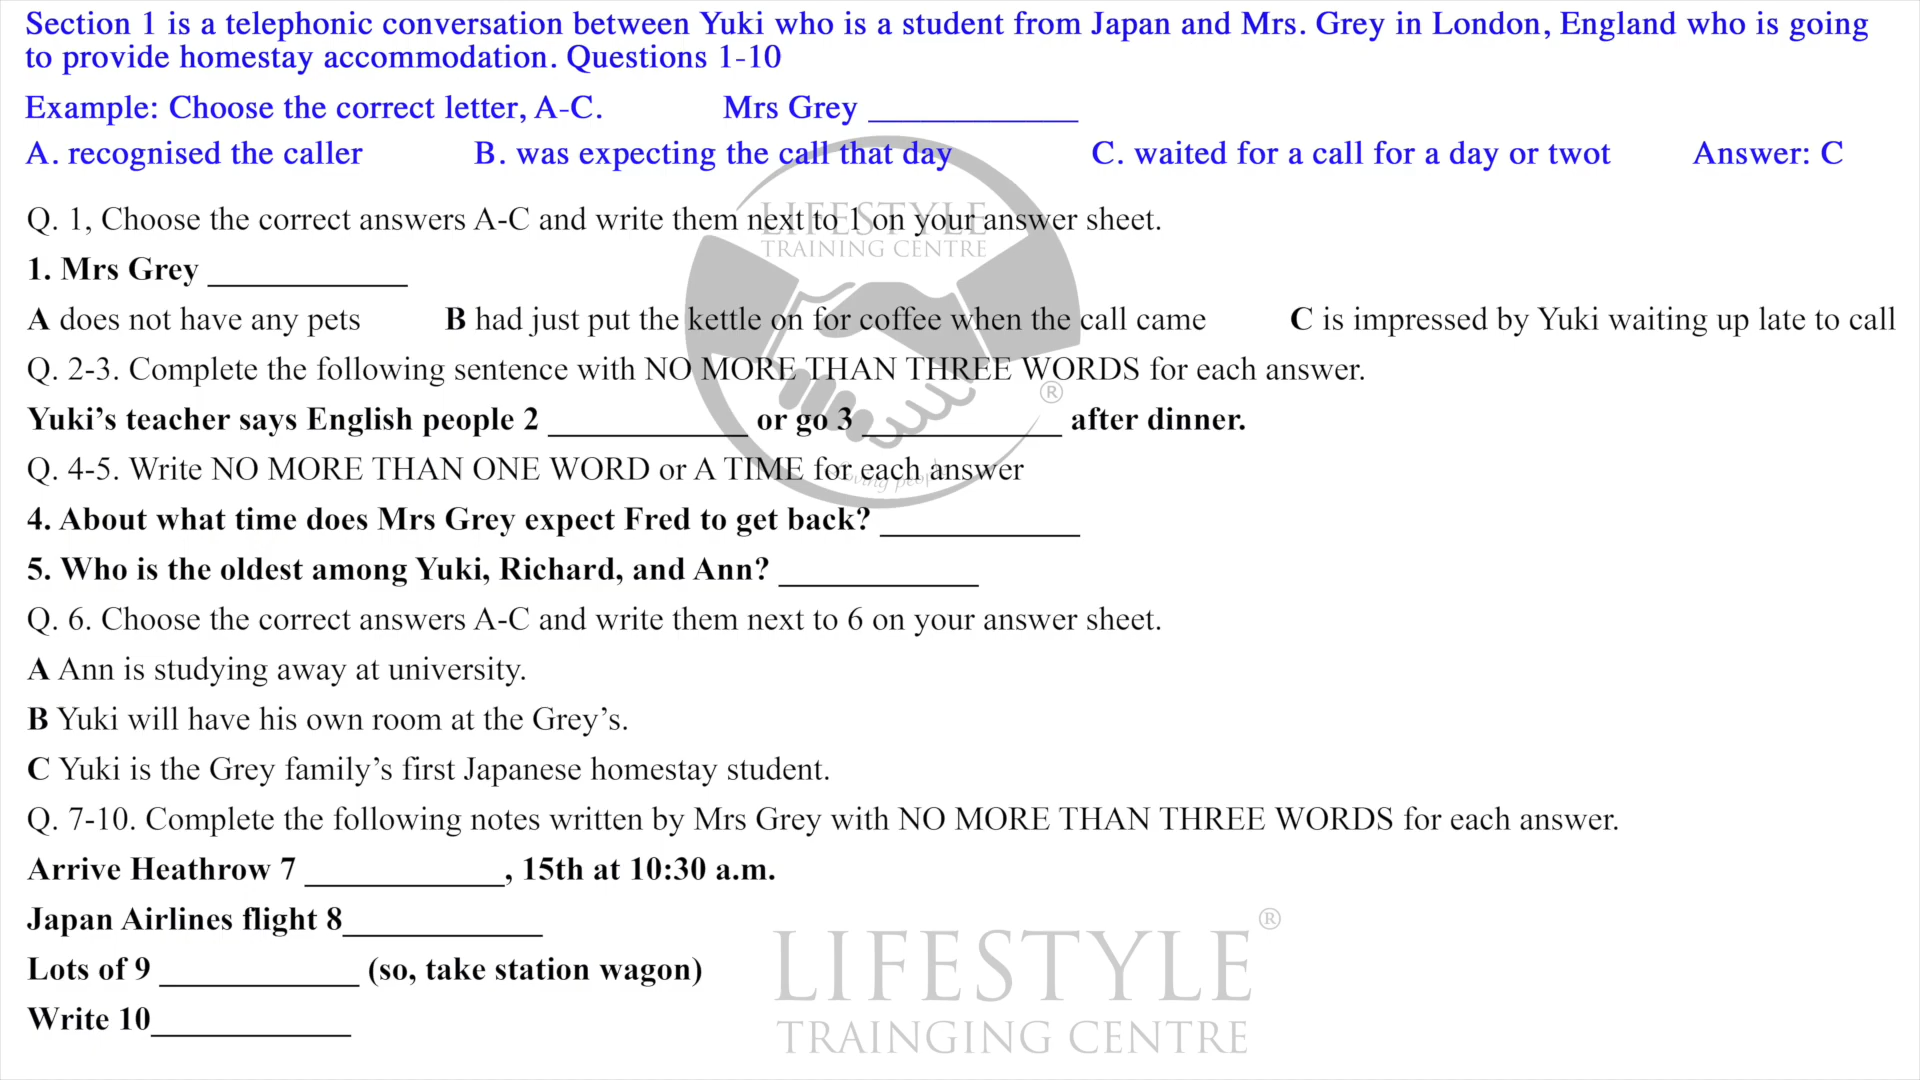 Section 1 is a telephonic conversation between Yuki who is a student from Japan and Mrs. Grey in London, England who is going
to provide homestay accommodation. Questions 1-10
Example: Choose the correct letter, A-C. Mrs Grey ____________
A. recognised the caller B. was expecting the call that day C. waited for a call for a day or twot Answer: C
Q. 1, Choose the correct answers A-C and write them next to 1 on your answer sheet.
LIFESTYLE
TRAINING CENTRE
1. Mrs Grey ____________
A does not have any pets B had just put the kettle on for coffee when the call came C is impressed by Yuki waiting up late to call
Q. 2-3. Complete the following sentence with NO MORE THAN THREE WORDS for each answer.
®
Yuki’s teacher says English people 2 ____________ or go 3 ____________ after dinner.
Q. 4-5. Write NO MORE THAN ONE WORD or A TIME for each answer
4. About what time does Mrs Grey expect Fred to get back? ____________
5. Who is the oldest among Yuki, Richard, and Ann? ____________
Q. 6. Choose the correct answers A-C and write them next to 6 on your answer sheet.
A Ann is studying away at university.
B Yuki will have his own room at the Grey’s.
C Yuki is the Grey family’s first Japanese homestay student.
Q. 7-10. Complete the following notes written by Mrs Grey with NO MORE THAN THREE WORDS for each answer.
Arrive Heathrow 7 ____________, 15th at 10:30 a.m.
Japan Airlines flight 8____________
Lots of 9 ____________ (so, take station wagon)
Write 10____________
LIFESTYLE ®
TRAINGING CENTRE